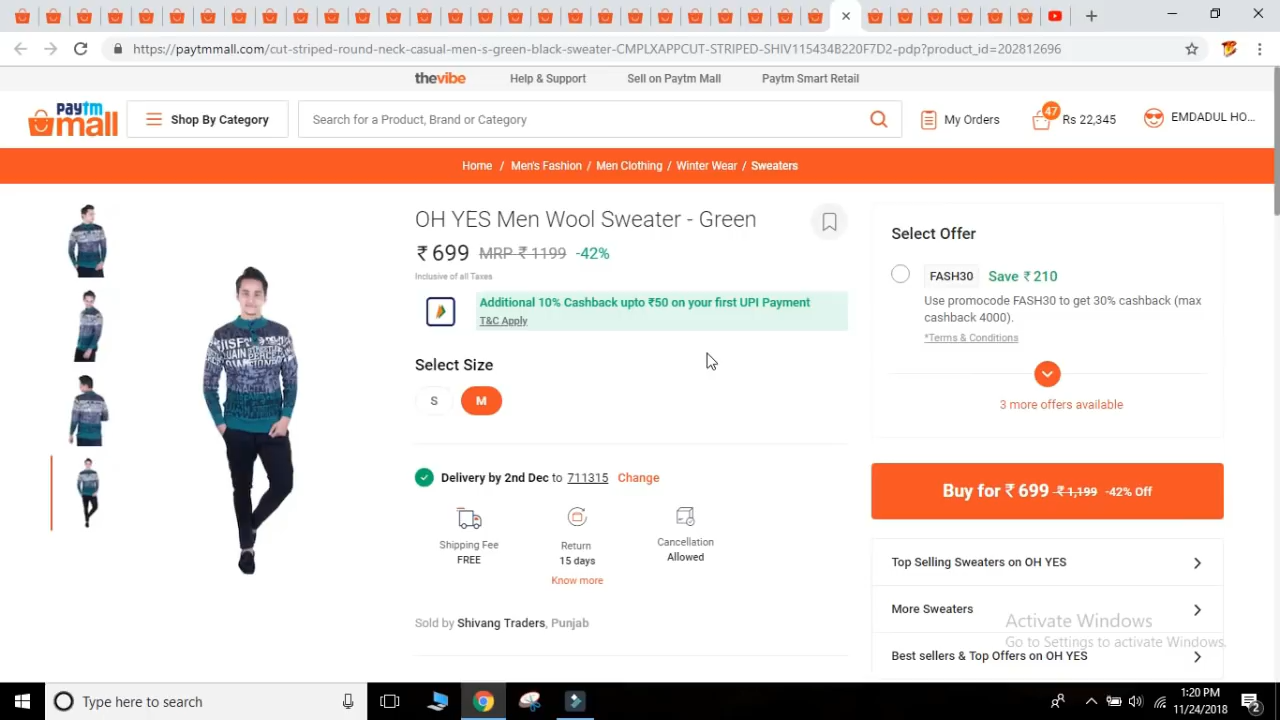 https://paytmmall.com/cut-striped-round-neck-casual-men-s-green-black-sweater-CMPLXAPPCUT-STRIPED-SHIV115434B220F7D2-pdp?product_id=202812696
thevibe Help & Support Sell on Paytm Mall Paytm Smart Retail
paytm mall
Shop By Category
Search for a Product, Brand or Category
My Orders
47
Rs 22,345
EMDADUL HO...
Home / Men's Fashion / Men Clothing / Winter Wear / Sweaters
OH YES Men Wool Sweater - Green
₹ 699 MRP ₹ 1199 -42%
Inclusive of all Taxes
Additional 10% Cashback upto ₹50 on your first UPI Payment
T&C Apply
Select Size
S M
Delivery by 2nd Dec to 711315 Change
Shipping Fee
FREE
Return
15 days
Know more
Cancellation
Allowed
Sold by Shivang Traders, Punjab
Select Offer
FASH30 Save ₹ 210
Use promocode FASH30 to get 30% cashback (max
cashback 4000).
*Terms & Conditions
3 more offers available
Buy for ₹ 699 ₹ 1,199 -42% Off
Top Selling Sweaters on OH YES
More Sweaters
Best sellers & Top Offers on OH YES
Activate Windows
Go to Settings to activate Windows.
Type here to search
1:20 PM
11/24/2018
2